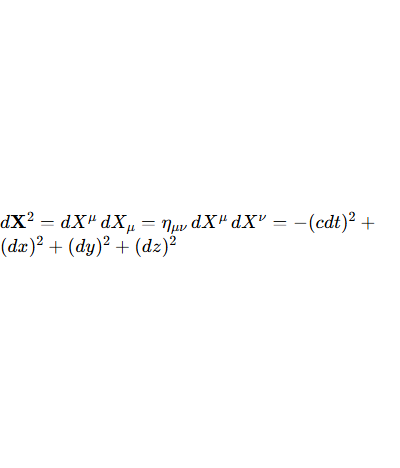 d𝐗² = dX^μ dX_μ = η_μν dX^μ dX^ν = −(cdt)² +
(dx)² + (dy)² + (dz)²